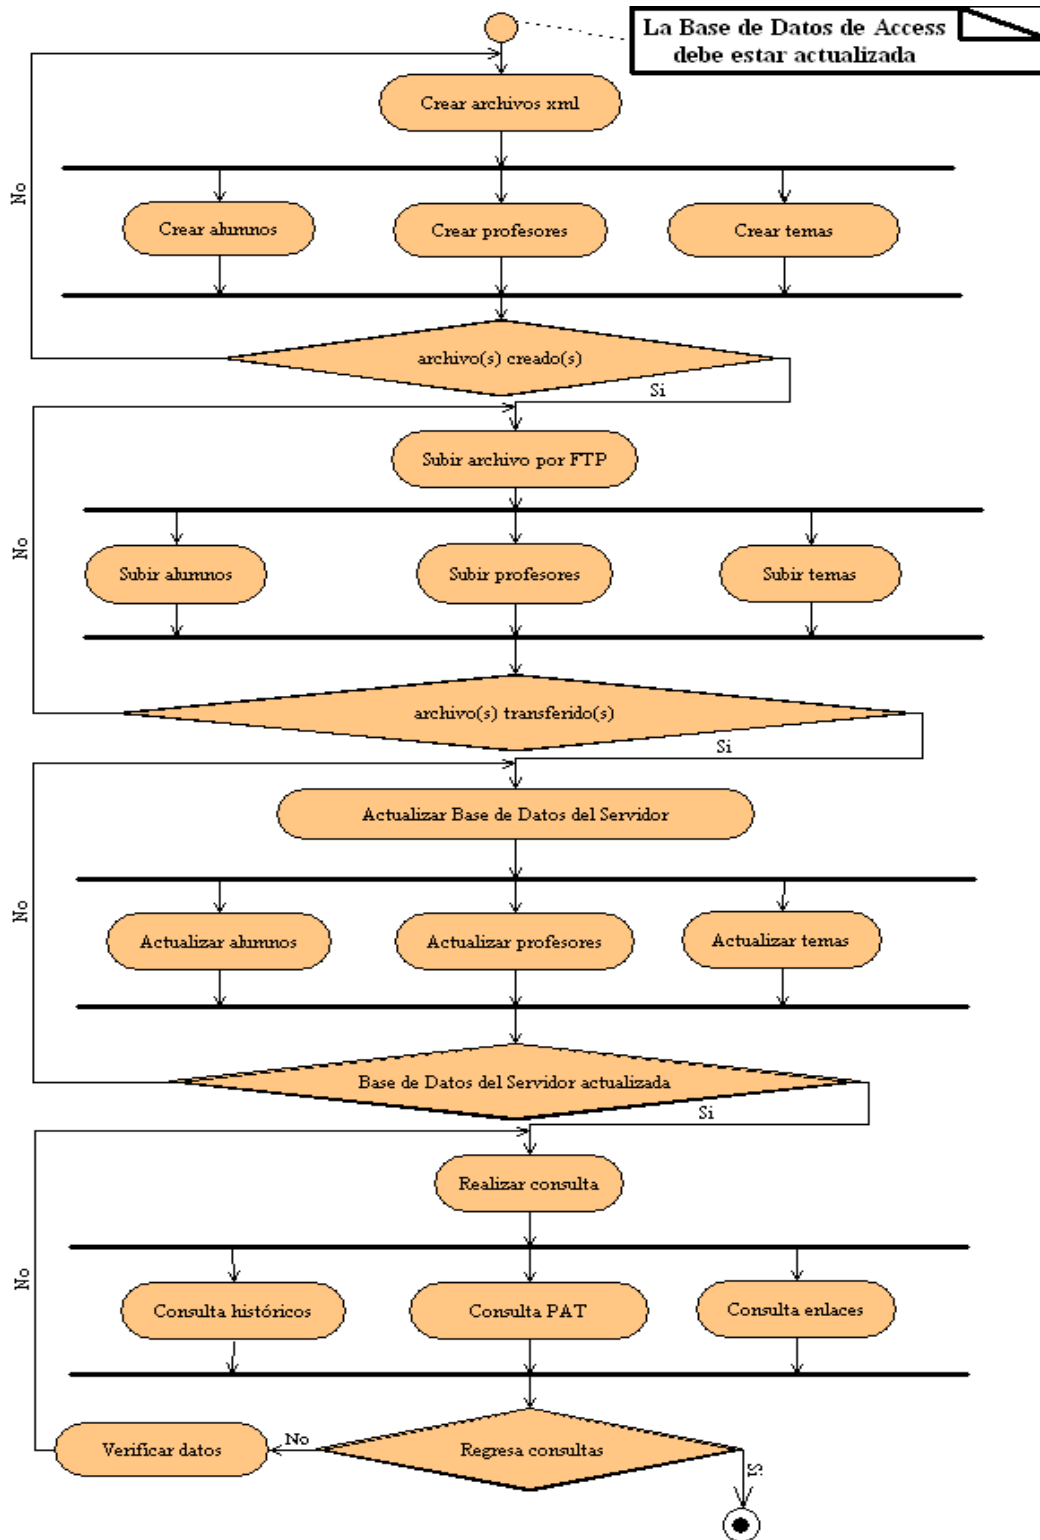 La Base de Datos de Access
debe estar actualizada
Crear archivos xml
No
Crear alumnos
Crear profesores
Crear temas
archivo(s) creado(s)
Si
Subir archivo por FTP
No
Subir alumnos
Subir profesores
Subir temas
archivo(s) transferido(s)
Si
Actualizar Base de Datos del Servidor
No
Actualizar alumnos
Actualizar profesores
Actualizar temas
Base de Datos del Servidor actualizada
Si
Realizar consulta
No
Consulta históricos
Consulta PAT
Consulta enlaces
Verificar datos
No
Regresa consultas
Si